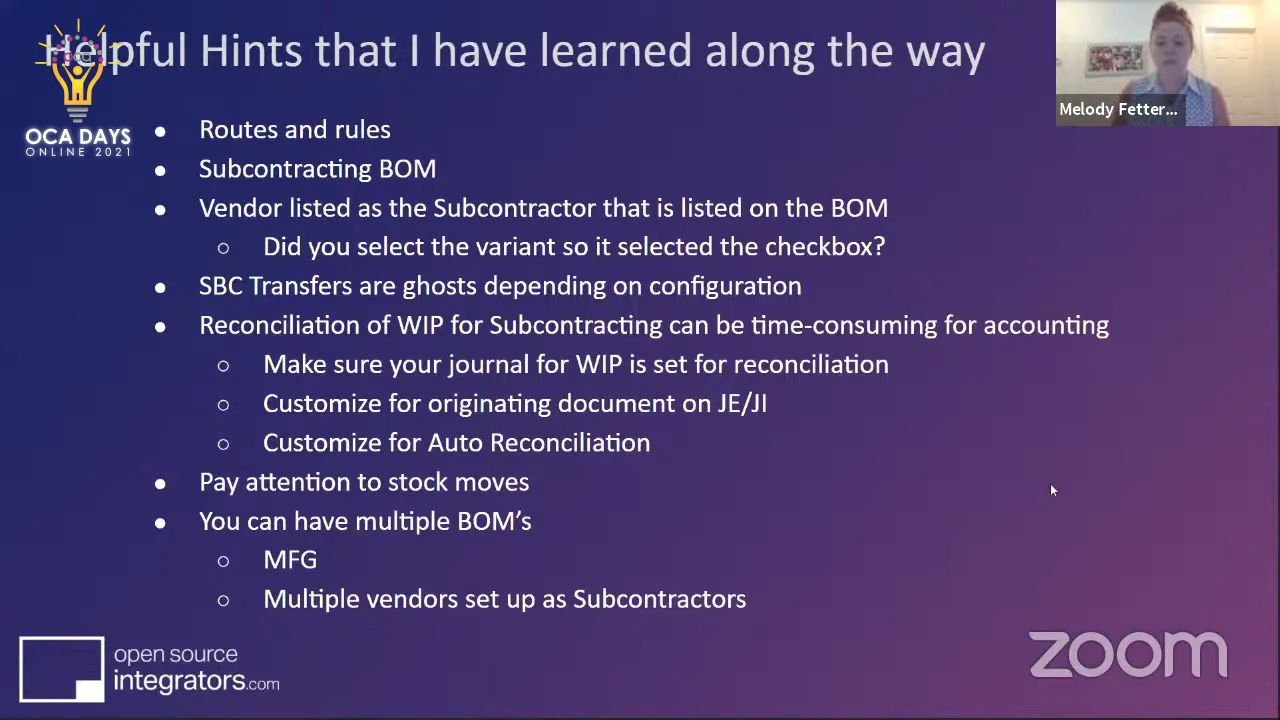 Helpful Hints that I have learned along the way
oca
OCA DAYS
ONLINE 2021
Melody Fetter...
● Routes and rules
● Subcontracting BOM
● Vendor listed as the Subcontractor that is listed on the BOM
○ Did you select the variant so it selected the checkbox?
● SBC Transfers are ghosts depending on configuration
● Reconciliation of WIP for Subcontracting can be time-consuming for accounting
○ Make sure your journal for WIP is set for reconciliation
○ Customize for originating document on JE/JI
○ Customize for Auto Reconciliation
● Pay attention to stock moves
● You can have multiple BOM’s
○ MFG
○ Multiple vendors set up as Subcontractors
open source
integrators.com
zoom